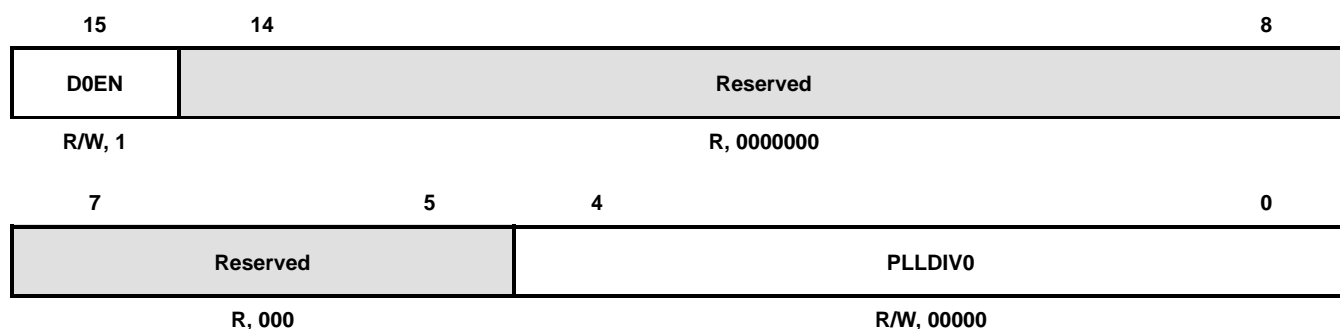 15 14 8
D0EN Reserved
R/W, 1 R, 0000000
7 5 4 0
Reserved PLLDIV0
R, 000 R/W, 00000